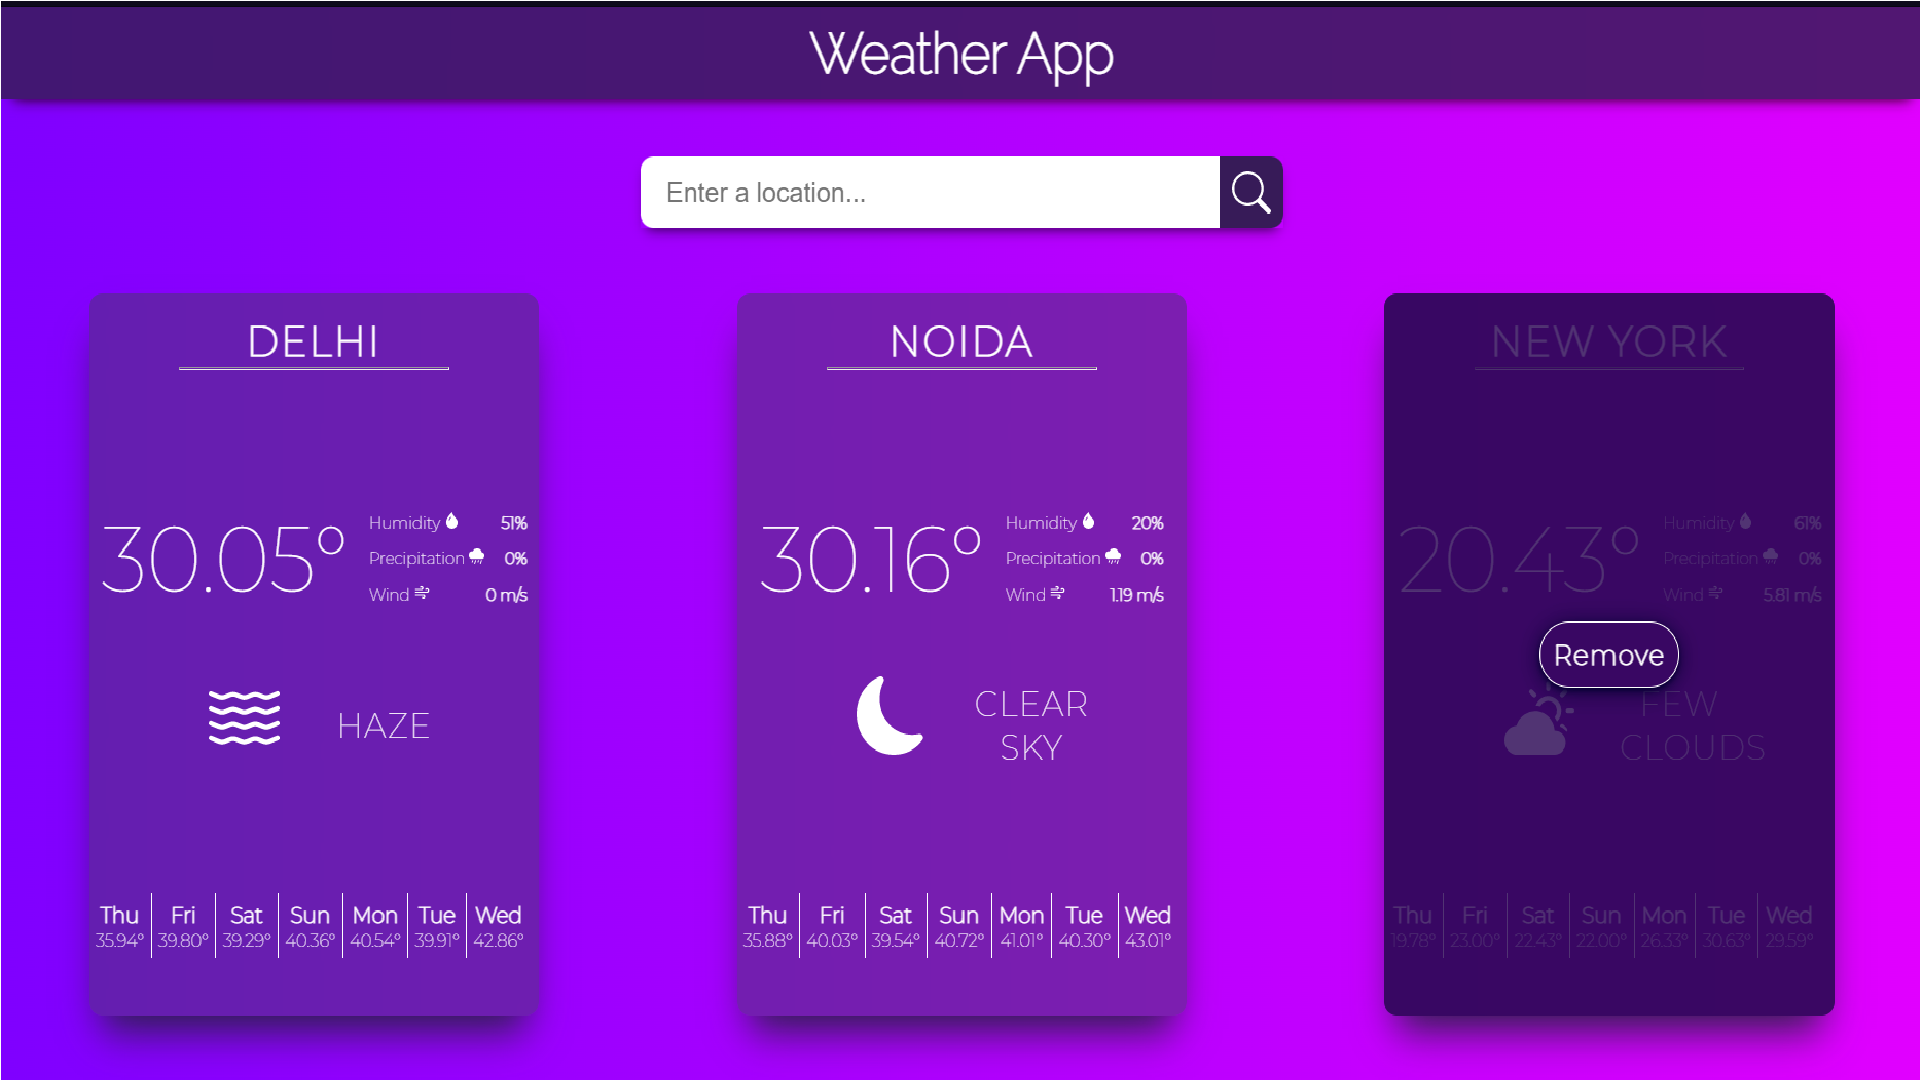 Weather App
Enter a location...
DELHI
30.05°
Humidity 51%
Precipitation 0%
Wind 0 m/s
HAZE
Thu Fri Sat Sun Mon Tue Wed
35.94° 39.80° 39.29° 40.36° 40.54° 39.91° 42.86°
NOIDA
30.16°
Humidity 20%
Precipitation 0%
Wind 1.19 m/s
CLEAR
SKY
Thu Fri Sat Sun Mon Tue Wed
35.88° 40.03° 39.54° 40.72° 41.01° 40.30° 43.01°
NEW YORK
20.43°
Humidity 61%
Precipitation 0%
Wind 5.81 m/s
Remove
FEW
CLOUDS
Thu Fri Sat Sun Mon Tue Wed
19.78° 23.00° 22.43° 22.00° 26.33° 30.63° 29.59°